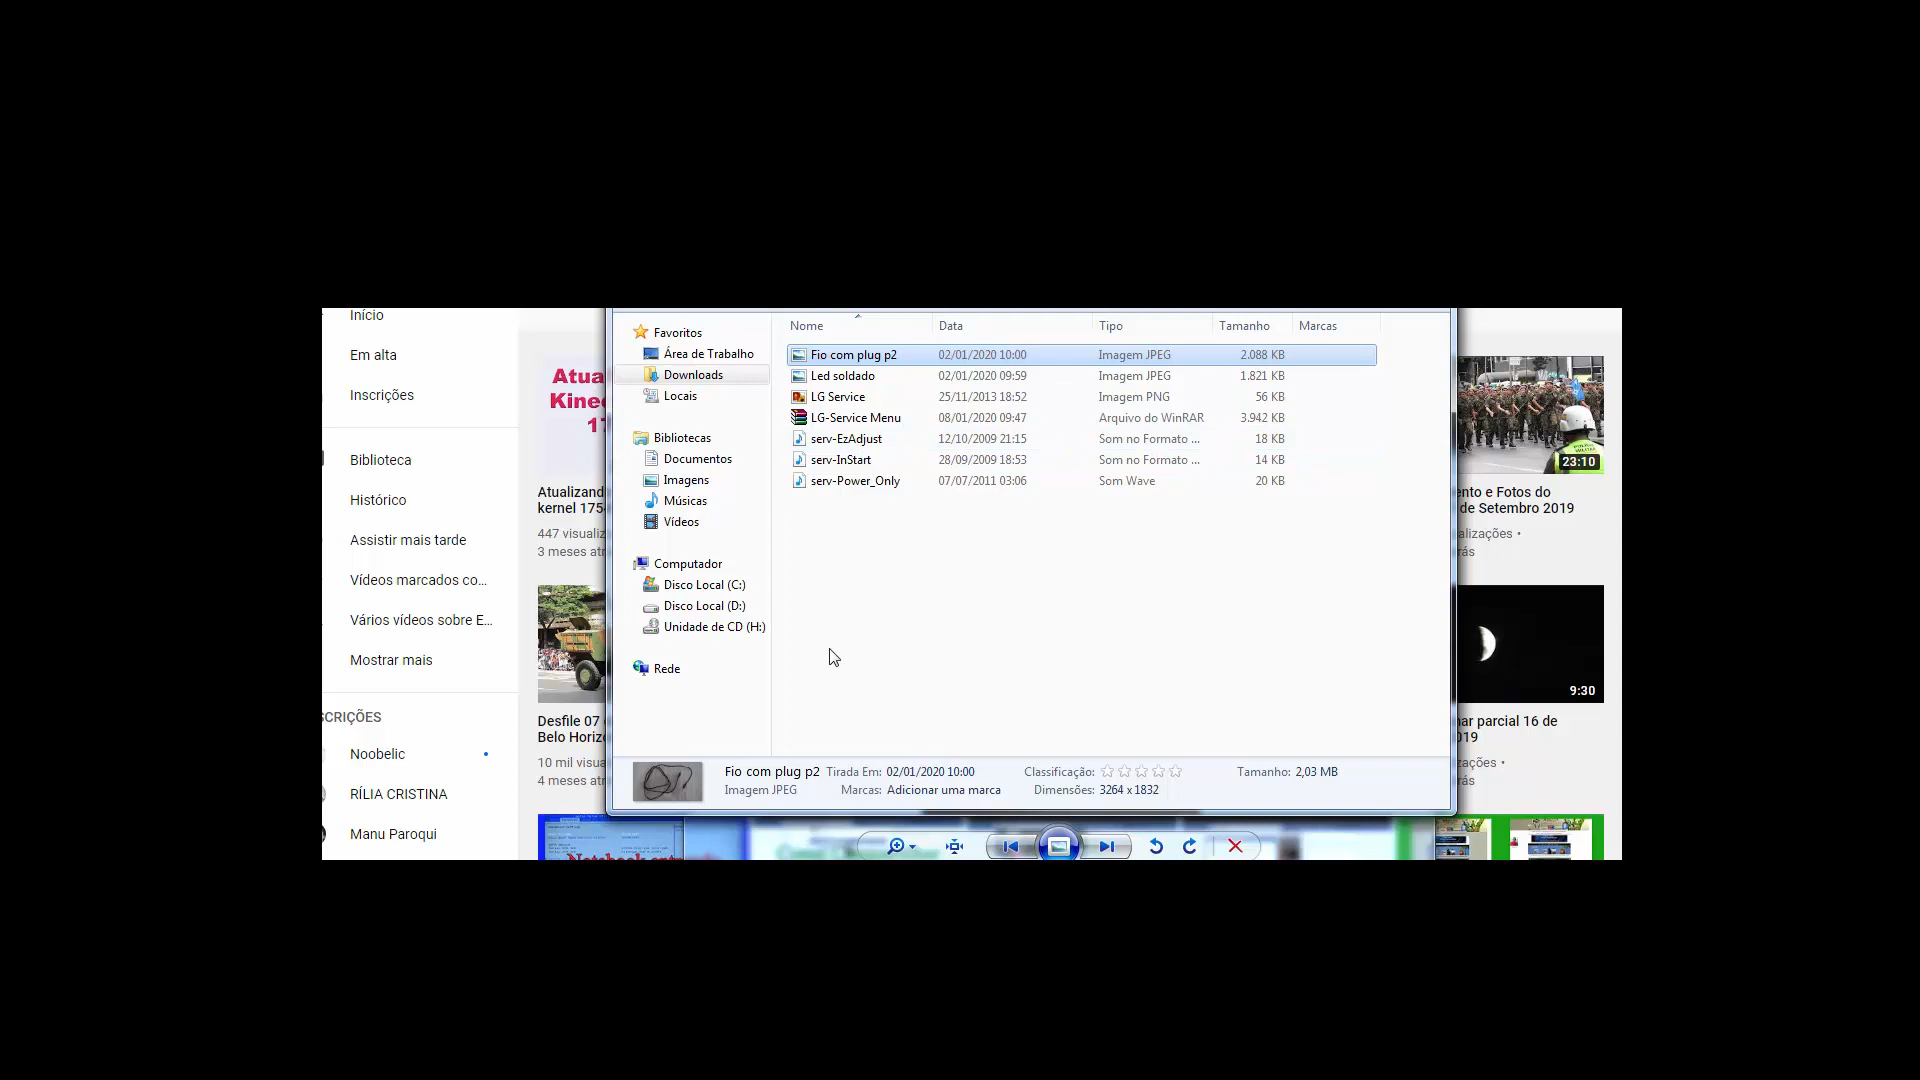 Início
Em alta
Inscrições
Biblioteca
Histórico
Assistir mais tarde
Vídeos marcados co...
Vários vídeos sobre E...
Mostrar mais
SCRIÇÕES
Noobelic
RÍLIA CRISTINA
Manu Paroqui
Atua
Kinec
17
Atualizand
kernel 175-
447 visualiz
3 meses atr
Desfile 07
Belo Horizo
10 mil visua
4 meses atr
Favoritos
Área de Trabalho
Downloads
Locais
Bibliotecas
Documentos
Imagens
Músicas
Vídeos
Computador
Disco Local (C:)
Disco Local (D:)
Unidade de CD (H:)
Rede
Nome Data Tipo Tamanho Marcas
Fio com plug p2 02/01/2020 10:00 Imagem JPEG 2.088 KB
Led soldado 02/01/2020 09:59 Imagem JPEG 1.821 KB
LG Service 25/11/2013 18:52 Imagem PNG 56 KB
LG-Service Menu 08/01/2020 09:47 Arquivo do WinRAR 3.942 KB
serv-EzAdjust 12/10/2009 21:15 Som no Formato ... 18 KB
serv-InStart 28/09/2009 18:53 Som no Formato ... 14 KB
serv-Power_Only 07/07/2011 03:06 Som Wave 20 KB
Fio com plug p2 Tirada Em: 02/01/2020 10:00 Classificação: Tamanho: 2,03 MB
Imagem JPEG Marcas: Adicionar uma marca Dimensões: 3264 x 1832
23:10
ento e Fotos do
de Setembro 2019
alizações •
rás
9:30
nar parcial 16 de
019
zações •
rás